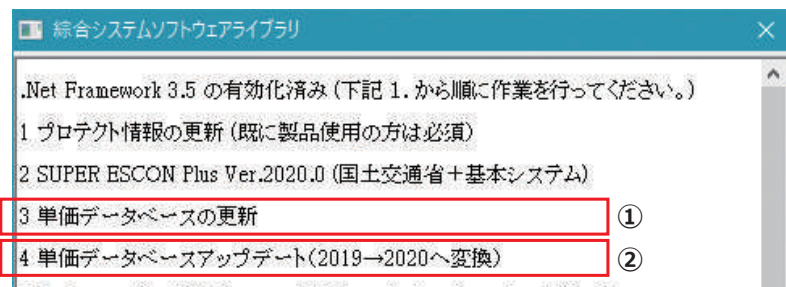 綜合システムソフトウェアライブラリ
.Net Framework 3.5 の有効化済み (下記 1. から順に作業を行ってください。)
1 プロテクト情報の更新 (既に製品使用の方は必須)
2 SUPER ESCON Plus Ver.2020.0 (国土交通省＋基本システム)
3 単価データベースの更新 ①
4 単価データベースアップデート(2019→2020へ変換) ②